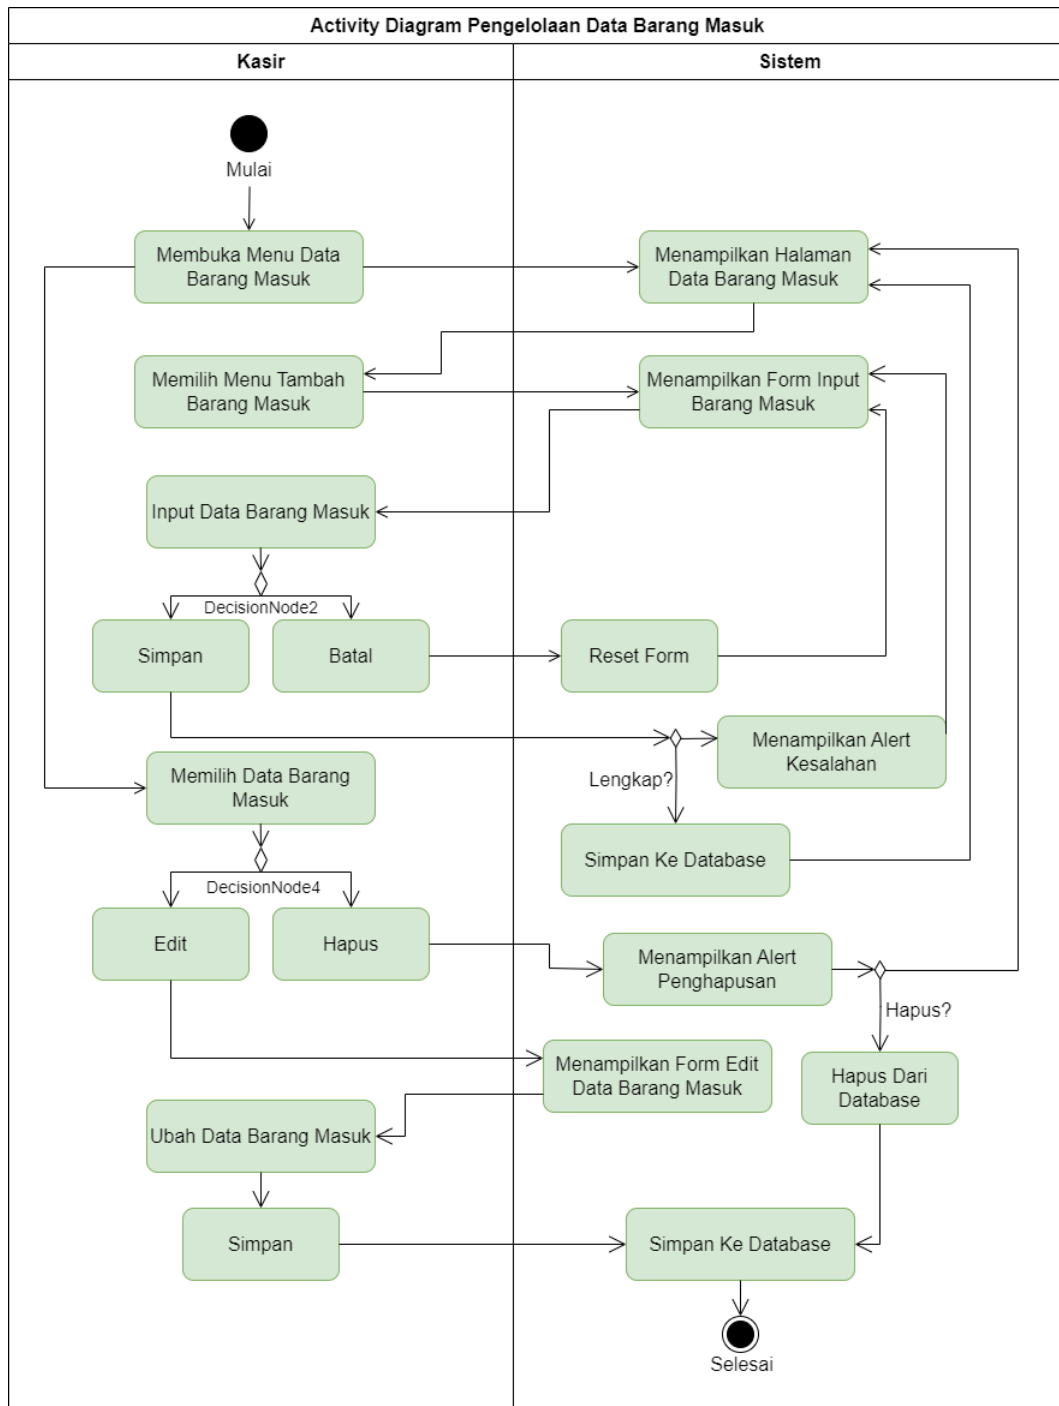 Activity Diagram Pengelolaan Data Barang Masuk
Kasir
Sistem
Mulai
Membuka Menu Data
Barang Masuk
Menampilkan Halaman
Data Barang Masuk
Memilih Menu Tambah
Barang Masuk
Menampilkan Form Input
Barang Masuk
Input Data Barang Masuk
DecisionNode2
Simpan
Batal
Reset Form
Menampilkan Alert
Kesalahan
Lengkap?
Memilih Data Barang
Masuk
Simpan Ke Database
DecisionNode4
Edit
Hapus
Menampilkan Alert
Penghapusan
Hapus?
Menampilkan Form Edit
Data Barang Masuk
Hapus Dari
Database
Ubah Data Barang Masuk
Simpan
Simpan Ke Database
Selesai